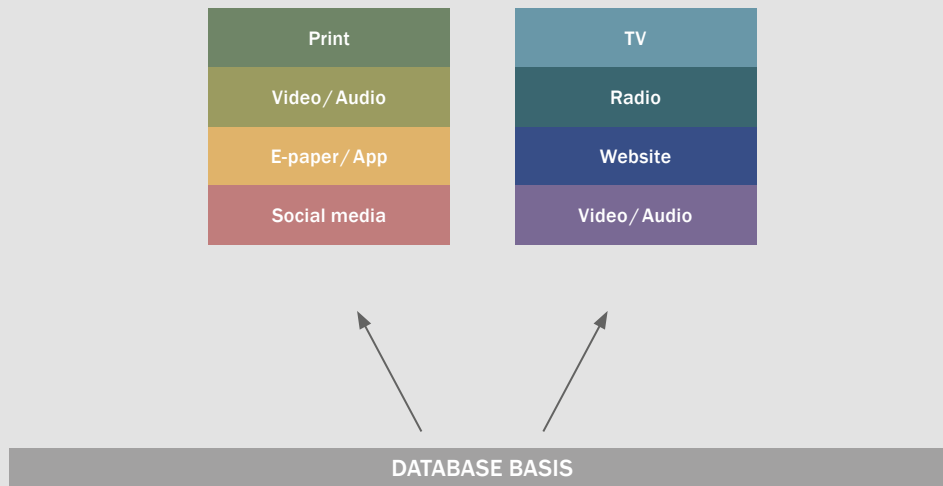 Print
Video / Audio
E-paper / App
Social media
TV
Radio
Website
Video / Audio
DATABASE BASIS